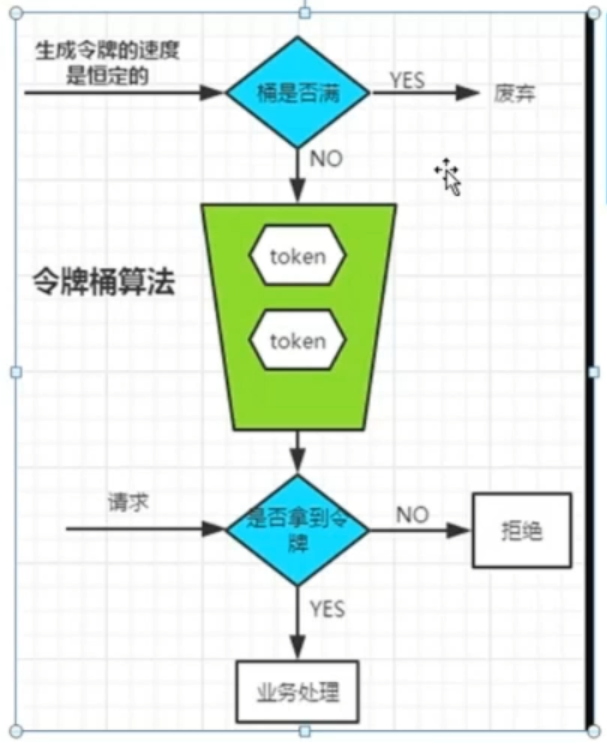 生成令牌的速度
是恒定的
桶是否满
YES
废弃
NO
token
令牌桶算法
token
请求
是否拿到令
牌
NO
拒绝
YES
业务处理